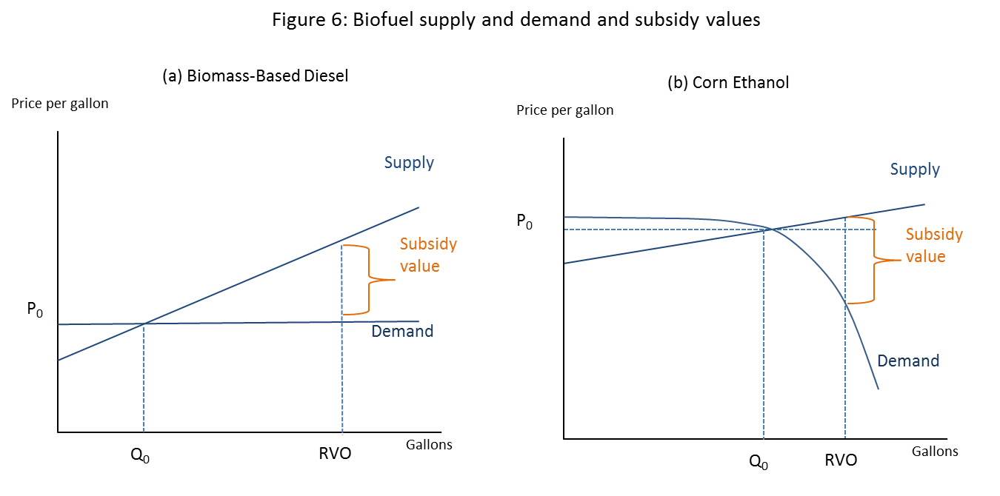 Figure 6: Biofuel supply and demand and subsidy values
(a) Biomass-Based Diesel
Price per gallon
Supply
Subsidy
value
P0
Demand
Gallons
Q0
RVO
(b) Corn Ethanol
Price per gallon
Supply
P0
Subsidy
value
Demand
Gallons
Q0
RVO